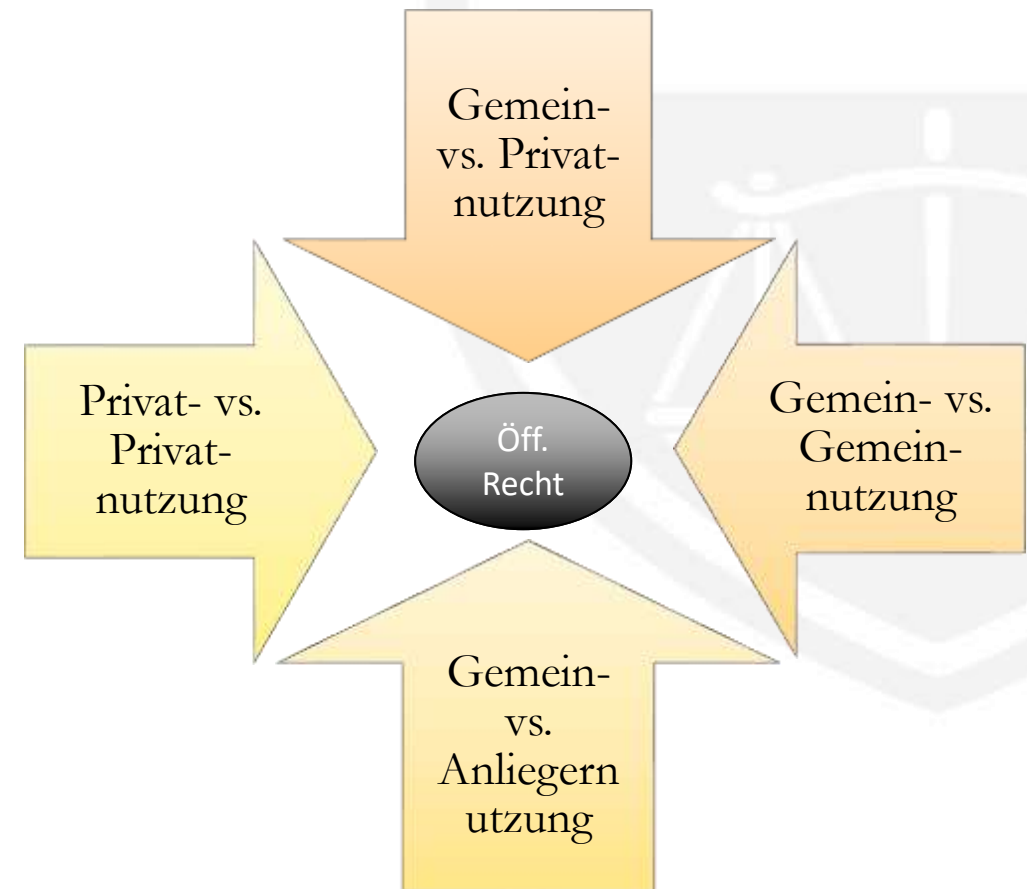 Gemein-
vs. Privat-
nutzung
Privat- vs.
Privat-
nutzung
Öff.
Recht
Gemein- vs.
Gemein-
nutzung
Gemein-
vs.
Anliegern
utzung